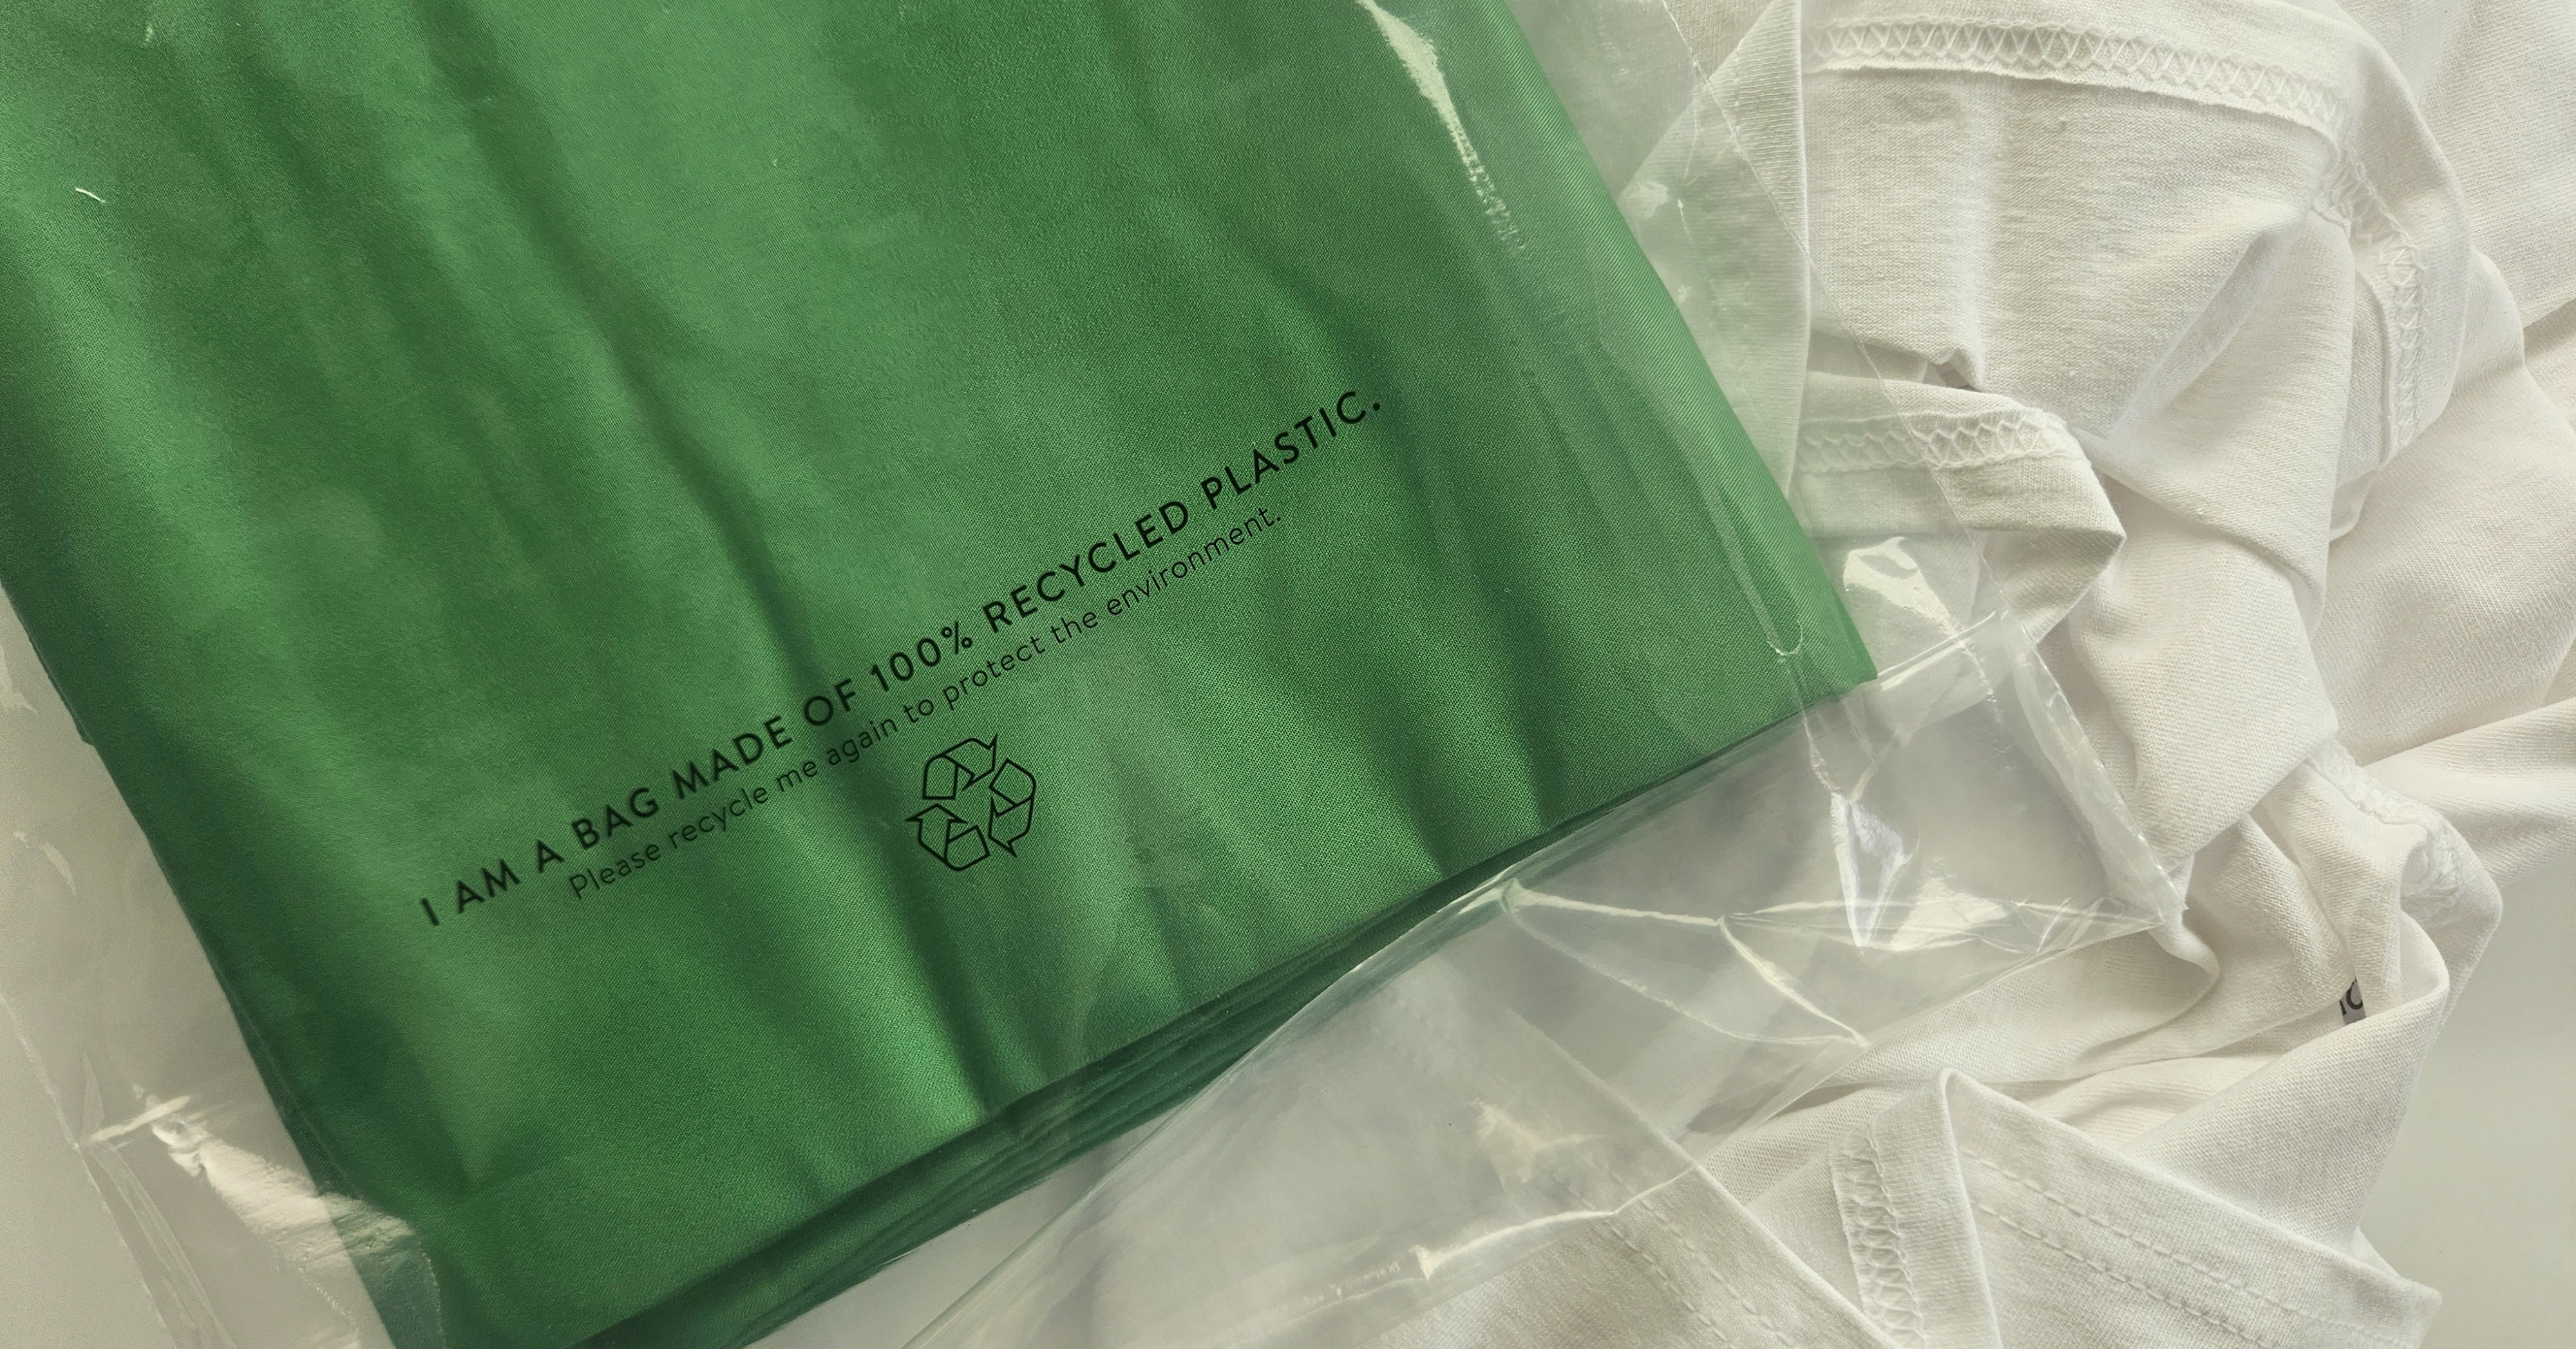 I AM A BAG MADE OF 100% RECYCLED PLASTIC.
Please recycle me again to protect the environment.